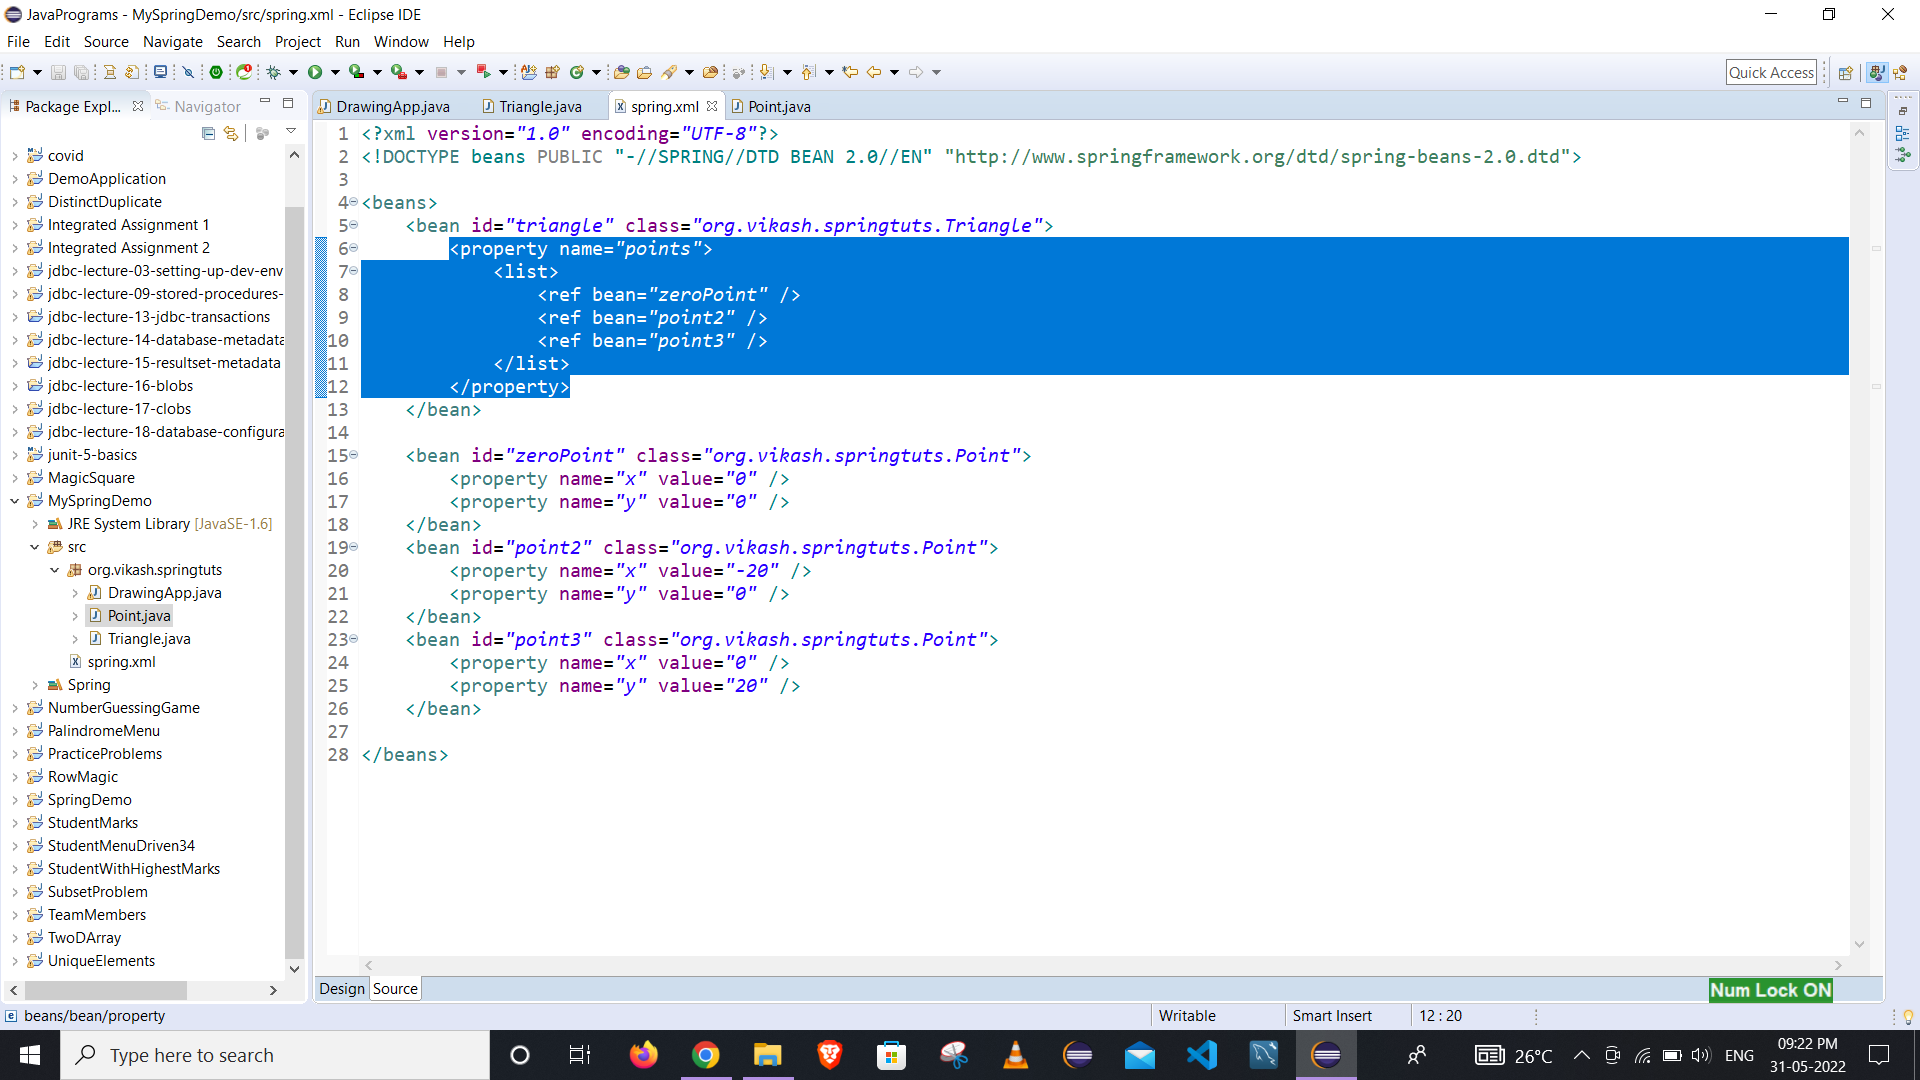 JavaPrograms - MySpringDemo/src/spring.xml - Eclipse IDE
File Edit Source Navigate Search Project Run Window Help
Quick Access
Package Expl... Navigator
DrawingApp.java Triangle.java spring.xml Point.java
covid
DemoApplication
DistinctDuplicate
Integrated Assignment 1
Integrated Assignment 2
jdbc-lecture-03-setting-up-dev-env
jdbc-lecture-09-stored-procedures-
jdbc-lecture-13-jdbc-transactions
jdbc-lecture-14-database-metadata
jdbc-lecture-15-resultset-metadata
jdbc-lecture-16-blobs
jdbc-lecture-17-clobs
jdbc-lecture-18-database-configura
junit-5-basics
MagicSquare
MySpringDemo
JRE System Library [JavaSE-1.6]
src
org.vikash.springtuts
DrawingApp.java
Point.java
Triangle.java
spring.xml
Spring
NumberGuessingGame
PalindromeMenu
PracticeProblems
RowMagic
SpringDemo
StudentMarks
StudentMenuDriven34
StudentWithHighestMarks
SubsetProblem
TeamMembers
TwoDArray
UniqueElements
1 <?xml version="1.0" encoding="UTF-8"?>
2 <!DOCTYPE beans PUBLIC "-//SPRING//DTD BEAN 2.0//EN" "http://www.springframework.org/dtd/spring-beans-2.0.dtd">
3
4 <beans>
5 <bean id="triangle" class="org.vikash.springtuts.Triangle">
6 <property name="points">
7 <list>
8 <ref bean="zeroPoint" />
9 <ref bean="point2" />
10 <ref bean="point3" />
11 </list>
12 </property>
13 </bean>
14
15 <bean id="zeroPoint" class="org.vikash.springtuts.Point">
16 <property name="x" value="0" />
17 <property name="y" value="0" />
18 </bean>
19 <bean id="point2" class="org.vikash.springtuts.Point">
20 <property name="x" value="-20" />
21 <property name="y" value="0" />
22 </bean>
23 <bean id="point3" class="org.vikash.springtuts.Point">
24 <property name="x" value="0" />
25 <property name="y" value="20" />
26 </bean>
27
28 </beans>
Design Source
Num Lock ON
beans/bean/property Writable Smart Insert 12 : 20
Type here to search
26°C
ENG
09:22 PM
31-05-2022